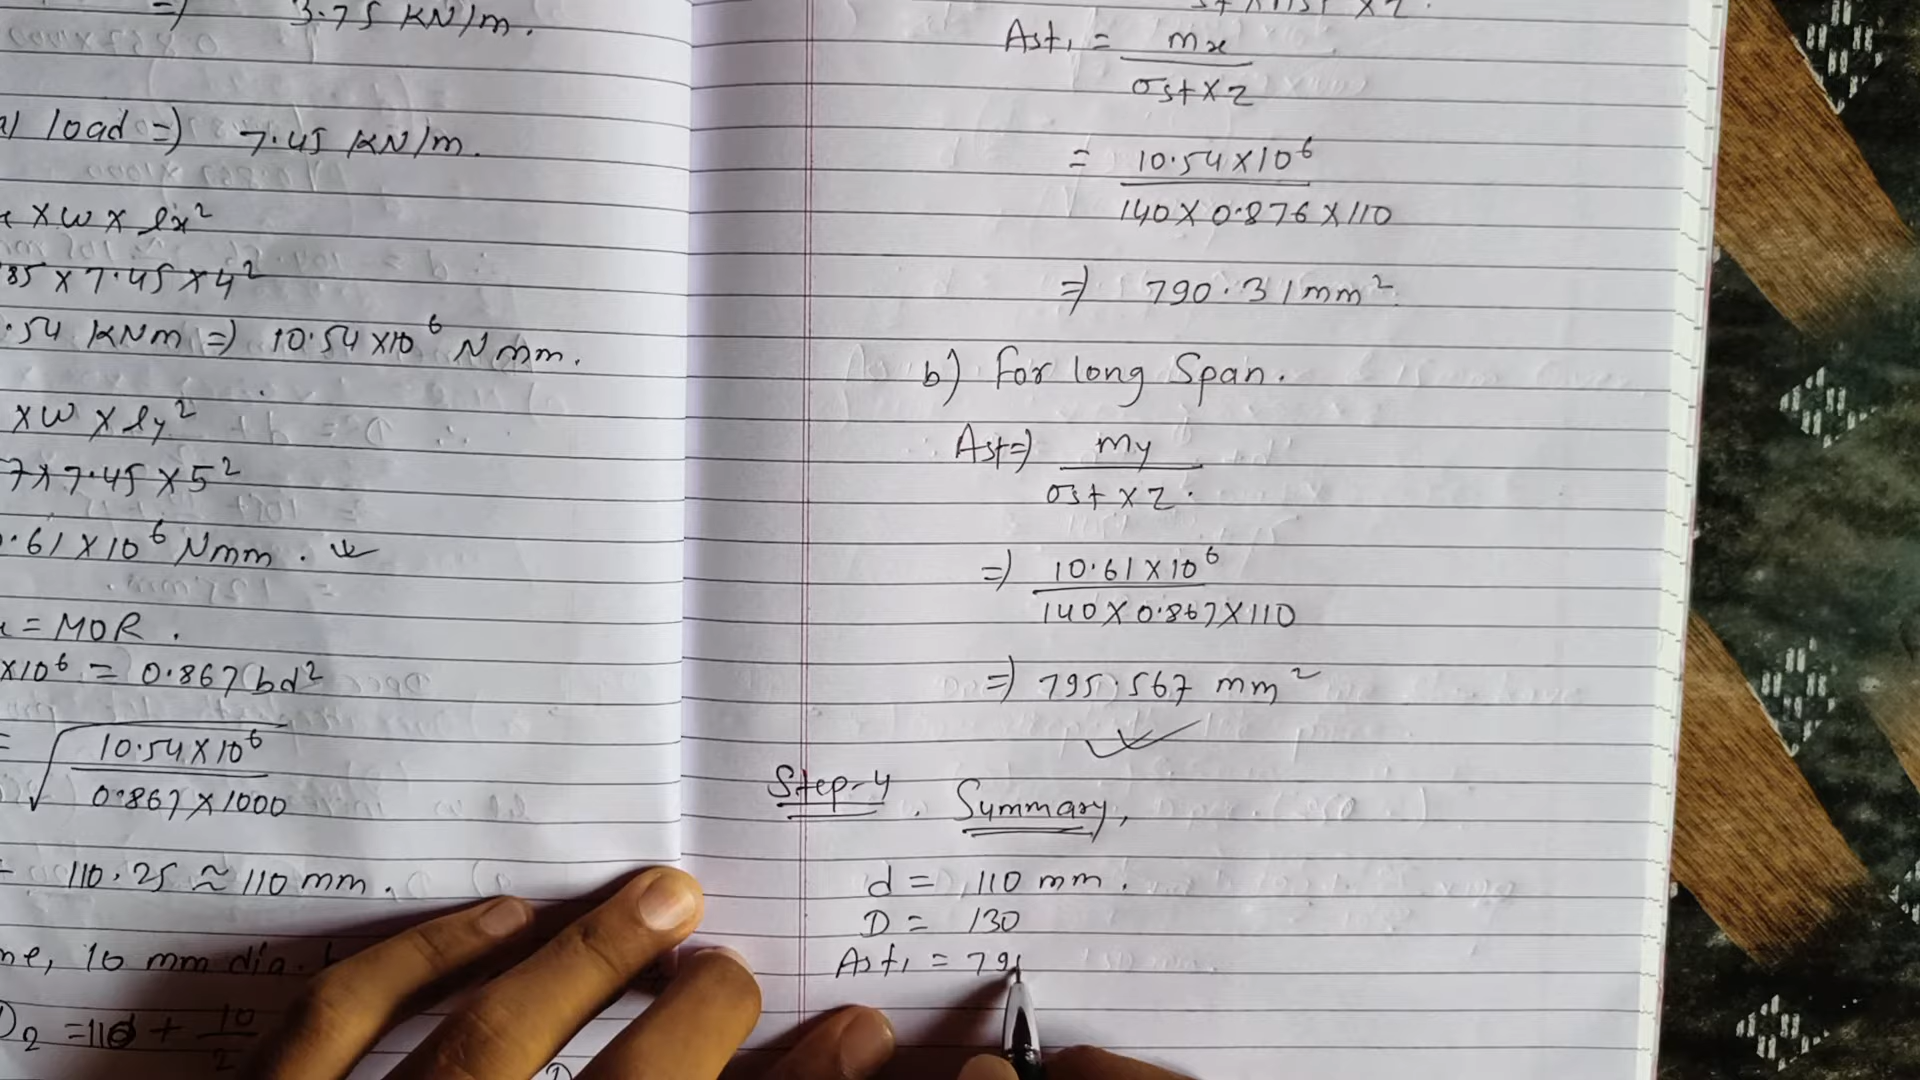 =) 3.75 KN/m.
load =) 7.45 KN/m.
x w x lx²
85 x 7.45 x 4²
.54 KNm =) 10.54 x 10⁶ Nmm.
x w x ly²
7 x 7.45 x 5²
.61 x 10⁶ Nmm.
= MOR.
x10⁶ = 0.867 bd²
= √ 10.54 x 10⁶
0.867 x 1000
110.25 ≈ 110 mm.
me, 10 mm dia.
D2 = 110 + 10
2
Ast1 = mx
σst x z
= 10.54 x 10⁶
140 x 0.876 x 110
=) 790.31 mm².
b) For long Span.
Ast =) my
σst x z.
=) 10.61 x 10⁶
140 x 0.867 x 110
=) 795.567 mm²
Step-4. Summary,
d = 110 mm.
D = 130
Ast1 = 79